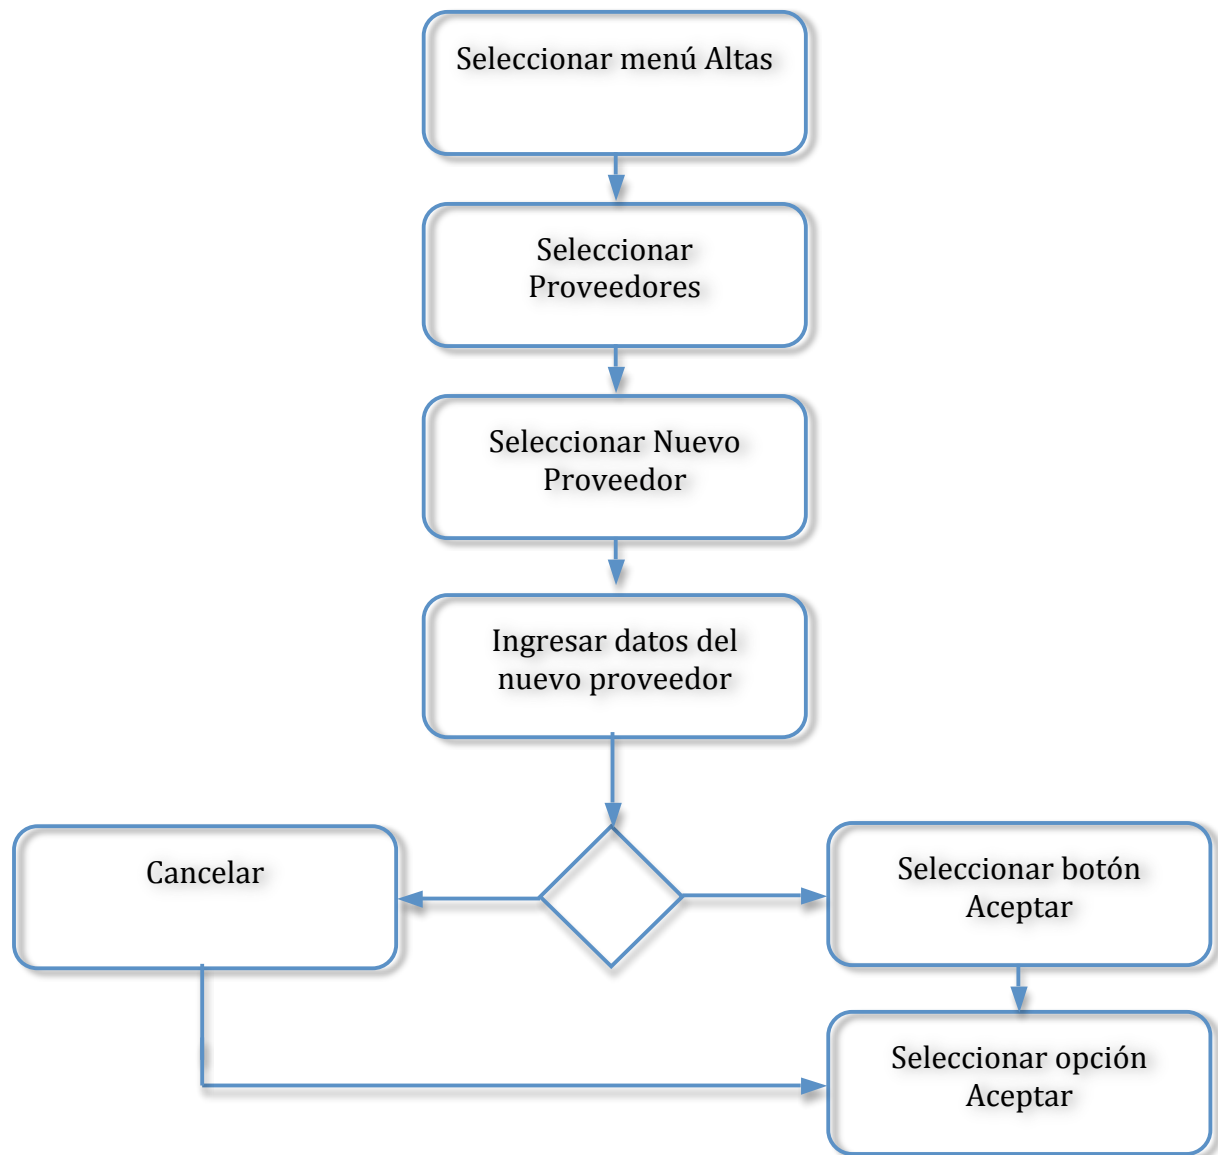 Seleccionar menú Altas
Seleccionar
Proveedores
Seleccionar Nuevo
Proveedor
Ingresar datos del
nuevo proveedor
Cancelar
Seleccionar botón
Aceptar
Seleccionar opción
Aceptar